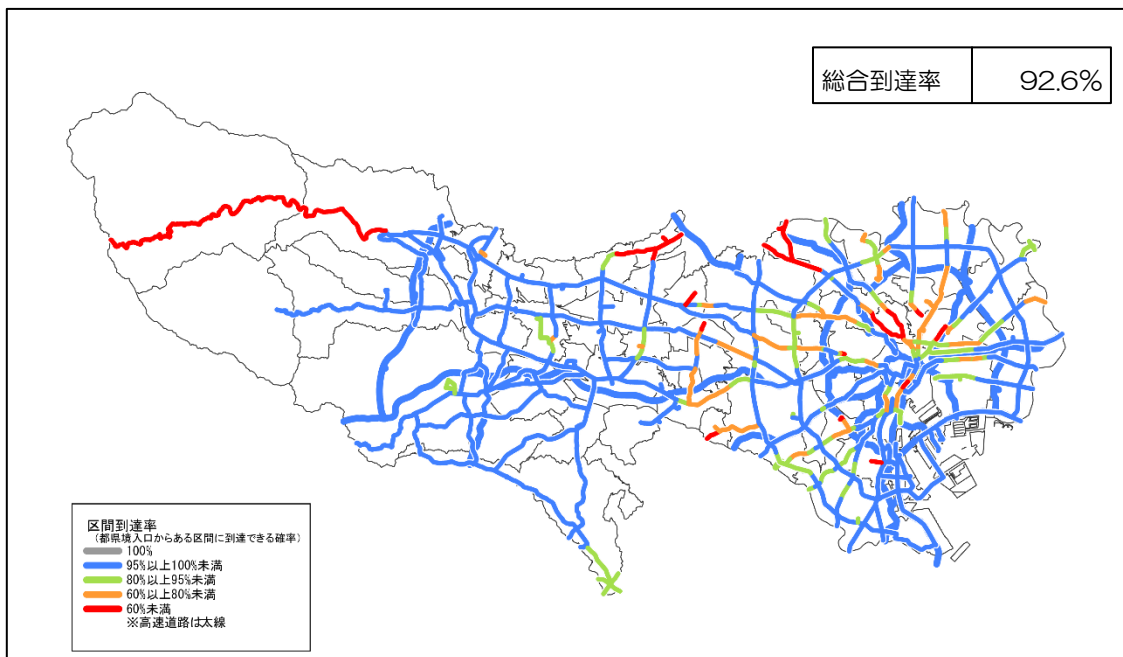 総合到達率 92.6%
区間到達率
(都県境入口からある区間に到達できる確率)
100%
95%以上100%未満
80%以上95%未満
60%以上80%未満
60%未満
※高速道路は太線